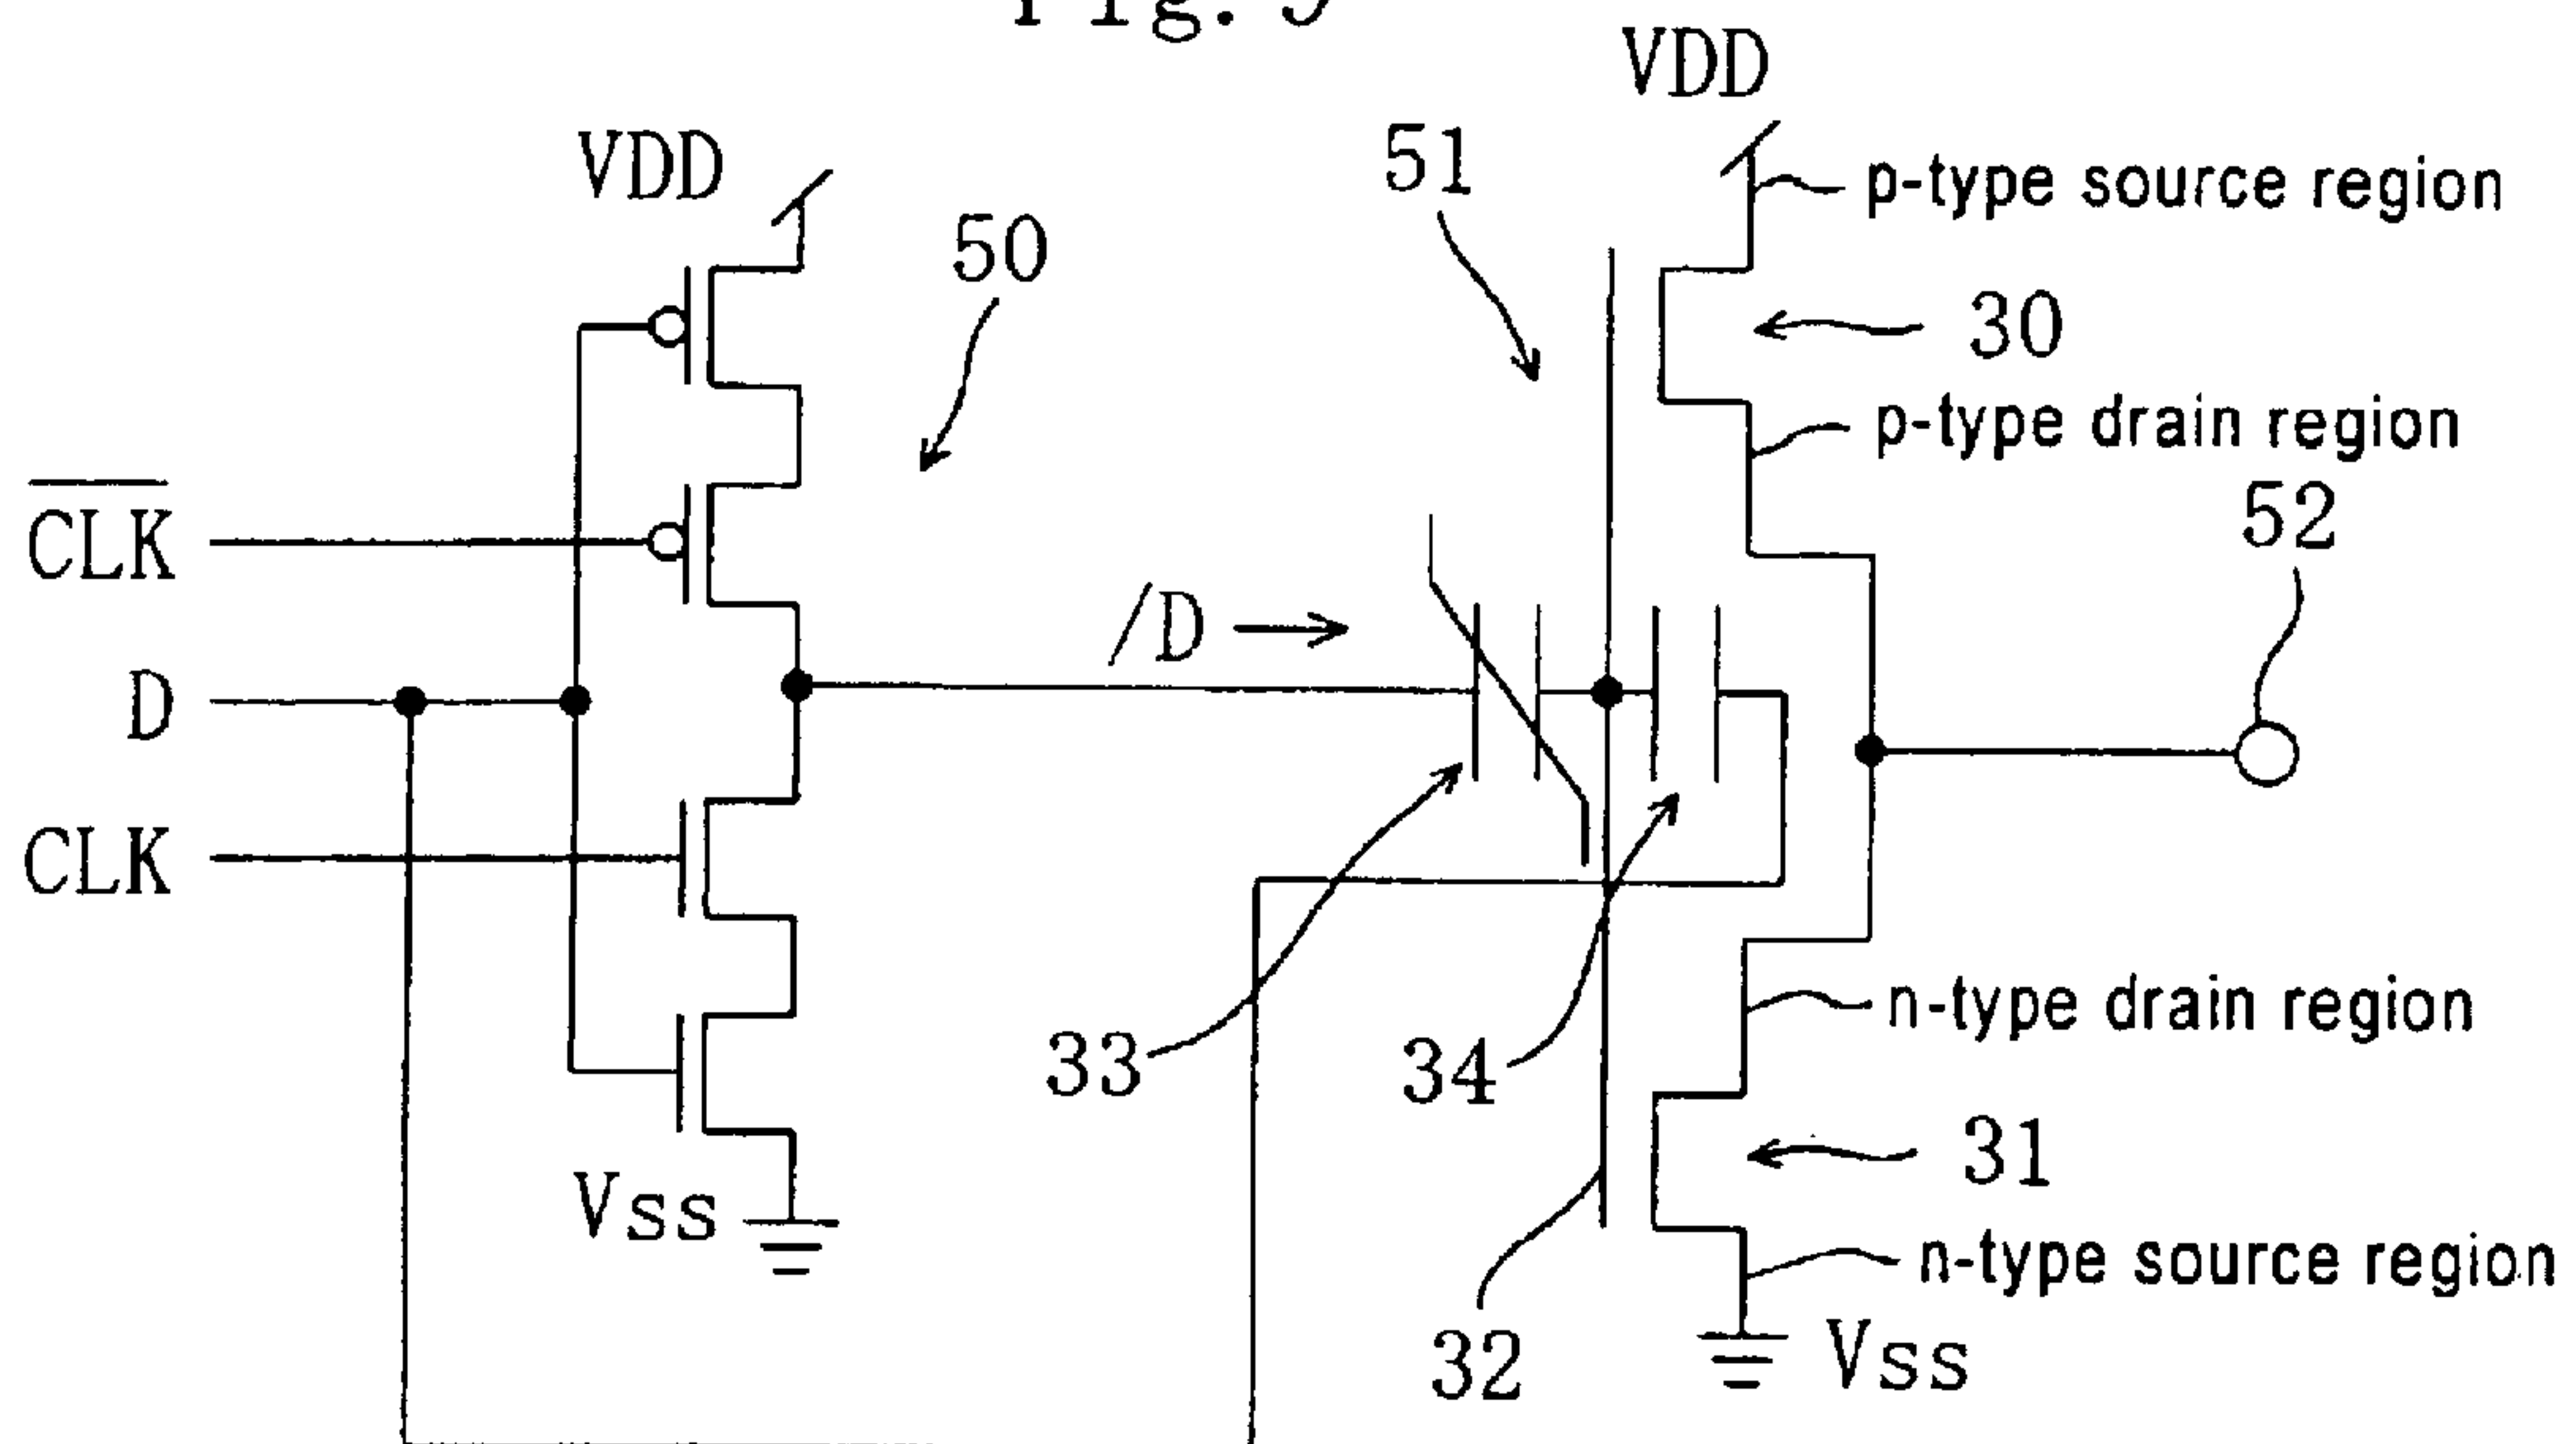 VDD
VDD
51
p-type source region
50
30
p-type drain region
CLK
52
/D
D
CLK
n-type drain region
33
34
31
Vss
n-type source region
32
Vss